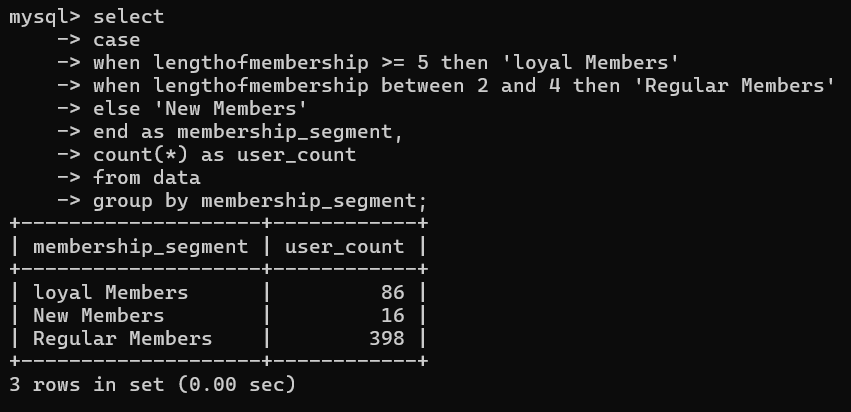 mysql> select
    -> case
    -> when lengthofmembership >= 5 then 'loyal Members'
    -> when lengthofmembership between 2 and 4 then 'Regular Members'
    -> else 'New Members'
    -> end as membership_segment,
    -> count(*) as user_count
    -> from data
    -> group by membership_segment;
+--------------------+------------+
| membership_segment | user_count |
+--------------------+------------+
| loyal Members      |         86 |
| New Members        |         16 |
| Regular Members    |        398 |
+--------------------+------------+
3 rows in set (0.00 sec)